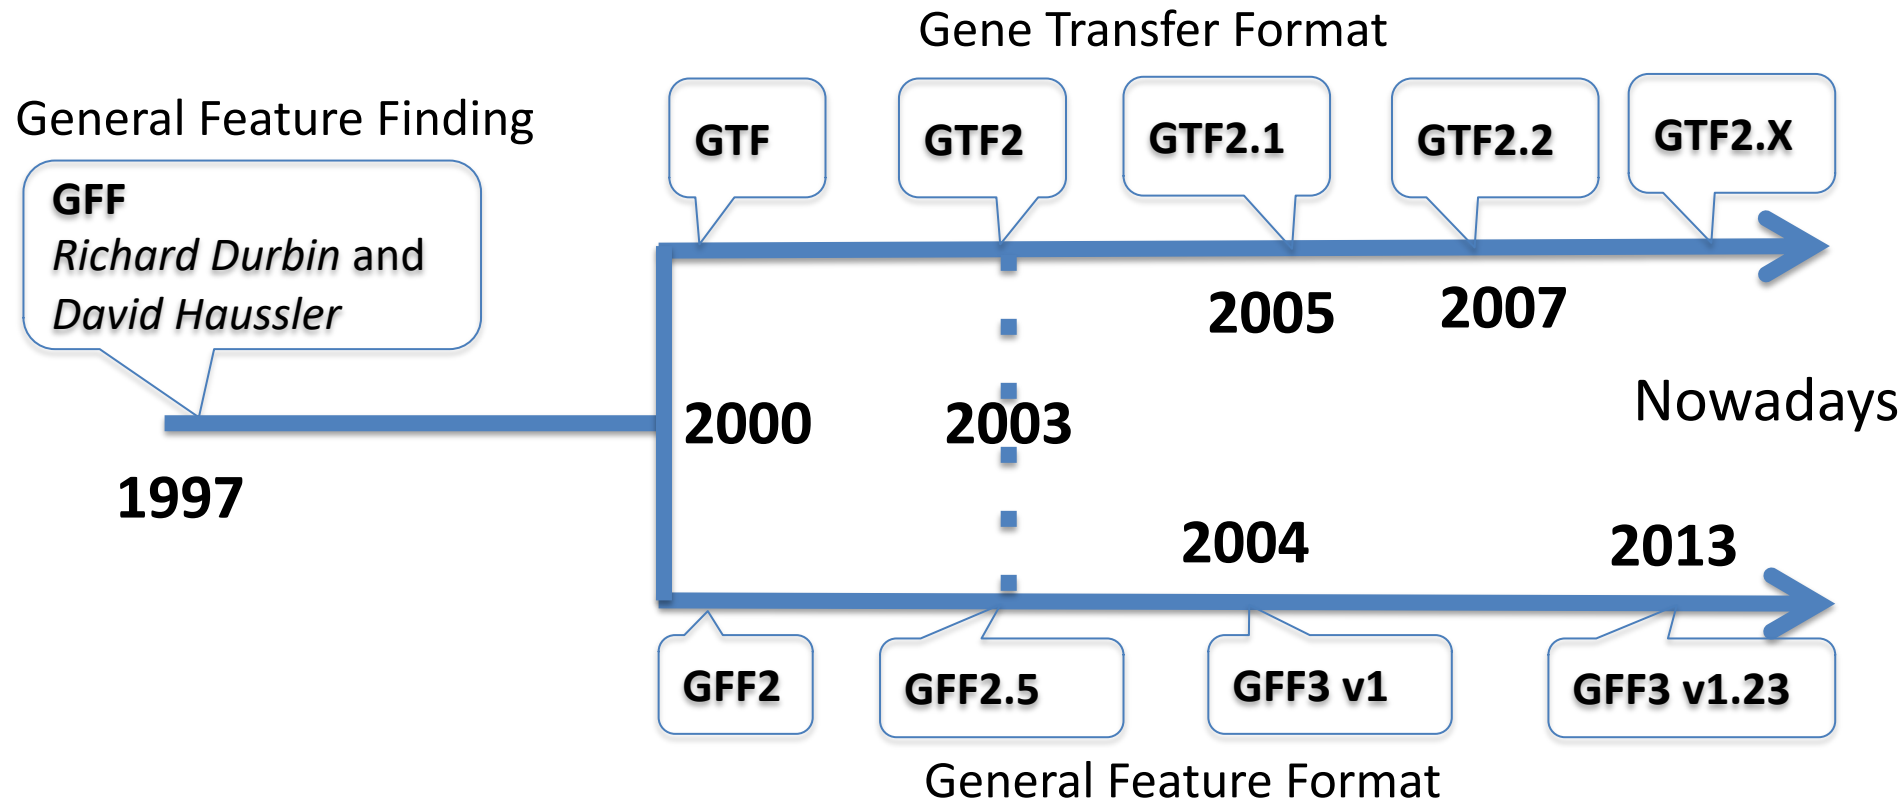 Gene Transfer Format
General Feature Finding
GFF
Richard Durbin and
David Haussler
GTF
GTF2
GTF2.1
GTF2.2
GTF2.X
2005
2007
1997
2000
2003
Nowadays
2004
2013
GFF2
GFF2.5
GFF3 v1
GFF3 v1.23
General Feature Format